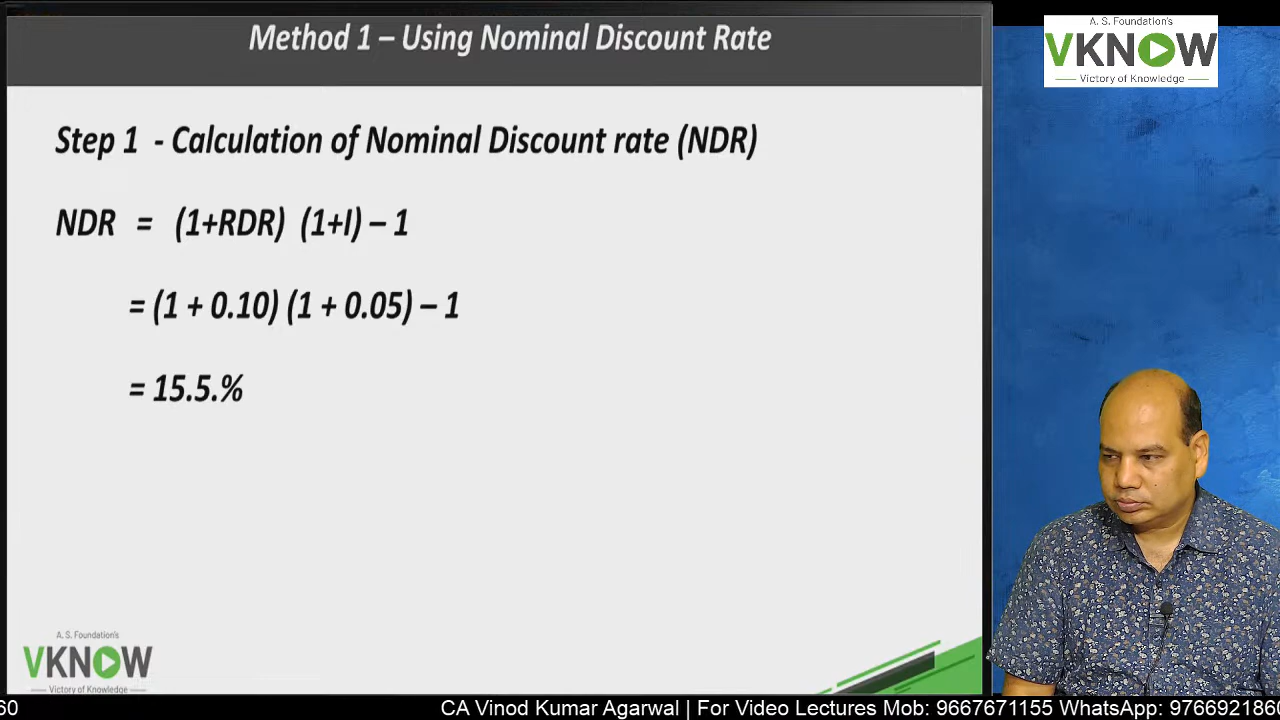 Method 1 – Using Nominal Discount Rate
A. S. Foundation's
VKNOW
Victory of Knowledge
Step 1 - Calculation of Nominal Discount rate (NDR)
NDR = (1+RDR) (1+I) – 1
= (1 + 0.10) (1 + 0.05) – 1
= 15.5.%
A. S. Foundation's
VKNOW
Victory of Knowledge
60 CA Vinod Kumar Agarwal | For Video Lectures Mob: 9667671155 WhatsApp: 9766921860